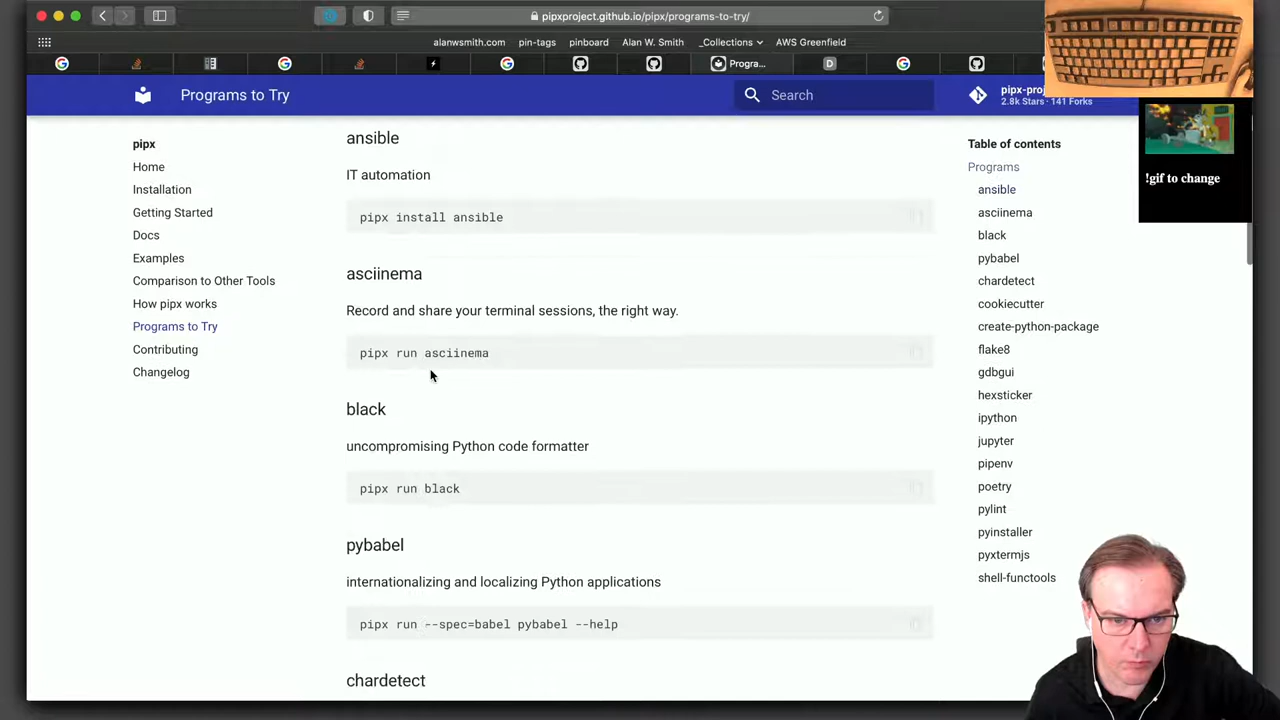 pipxproject.github.io/pipx/programs-to-try/
alanwsmith.com pin-tags pinboard Alan W. Smith _Collections AWS Greenfield
Progra...
Programs to Try
Search
pipx-pro
2.8k Stars · 141 Forks
!gif to change
pipx
Home
Installation
Getting Started
Docs
Examples
Comparison to Other Tools
How pipx works
Programs to Try
Contributing
Changelog
ansible
IT automation
pipx install ansible
asciinema
Record and share your terminal sessions, the right way.
pipx run asciinema
black
uncompromising Python code formatter
pipx run black
pybabel
internationalizing and localizing Python applications
pipx run --spec=babel pybabel --help
chardetect
Table of contents
Programs
ansible
asciinema
black
pybabel
chardetect
cookiecutter
create-python-package
flake8
gdbgui
hexsticker
ipython
jupyter
pipenv
poetry
pylint
pyinstaller
pyxtermjs
shell-functools